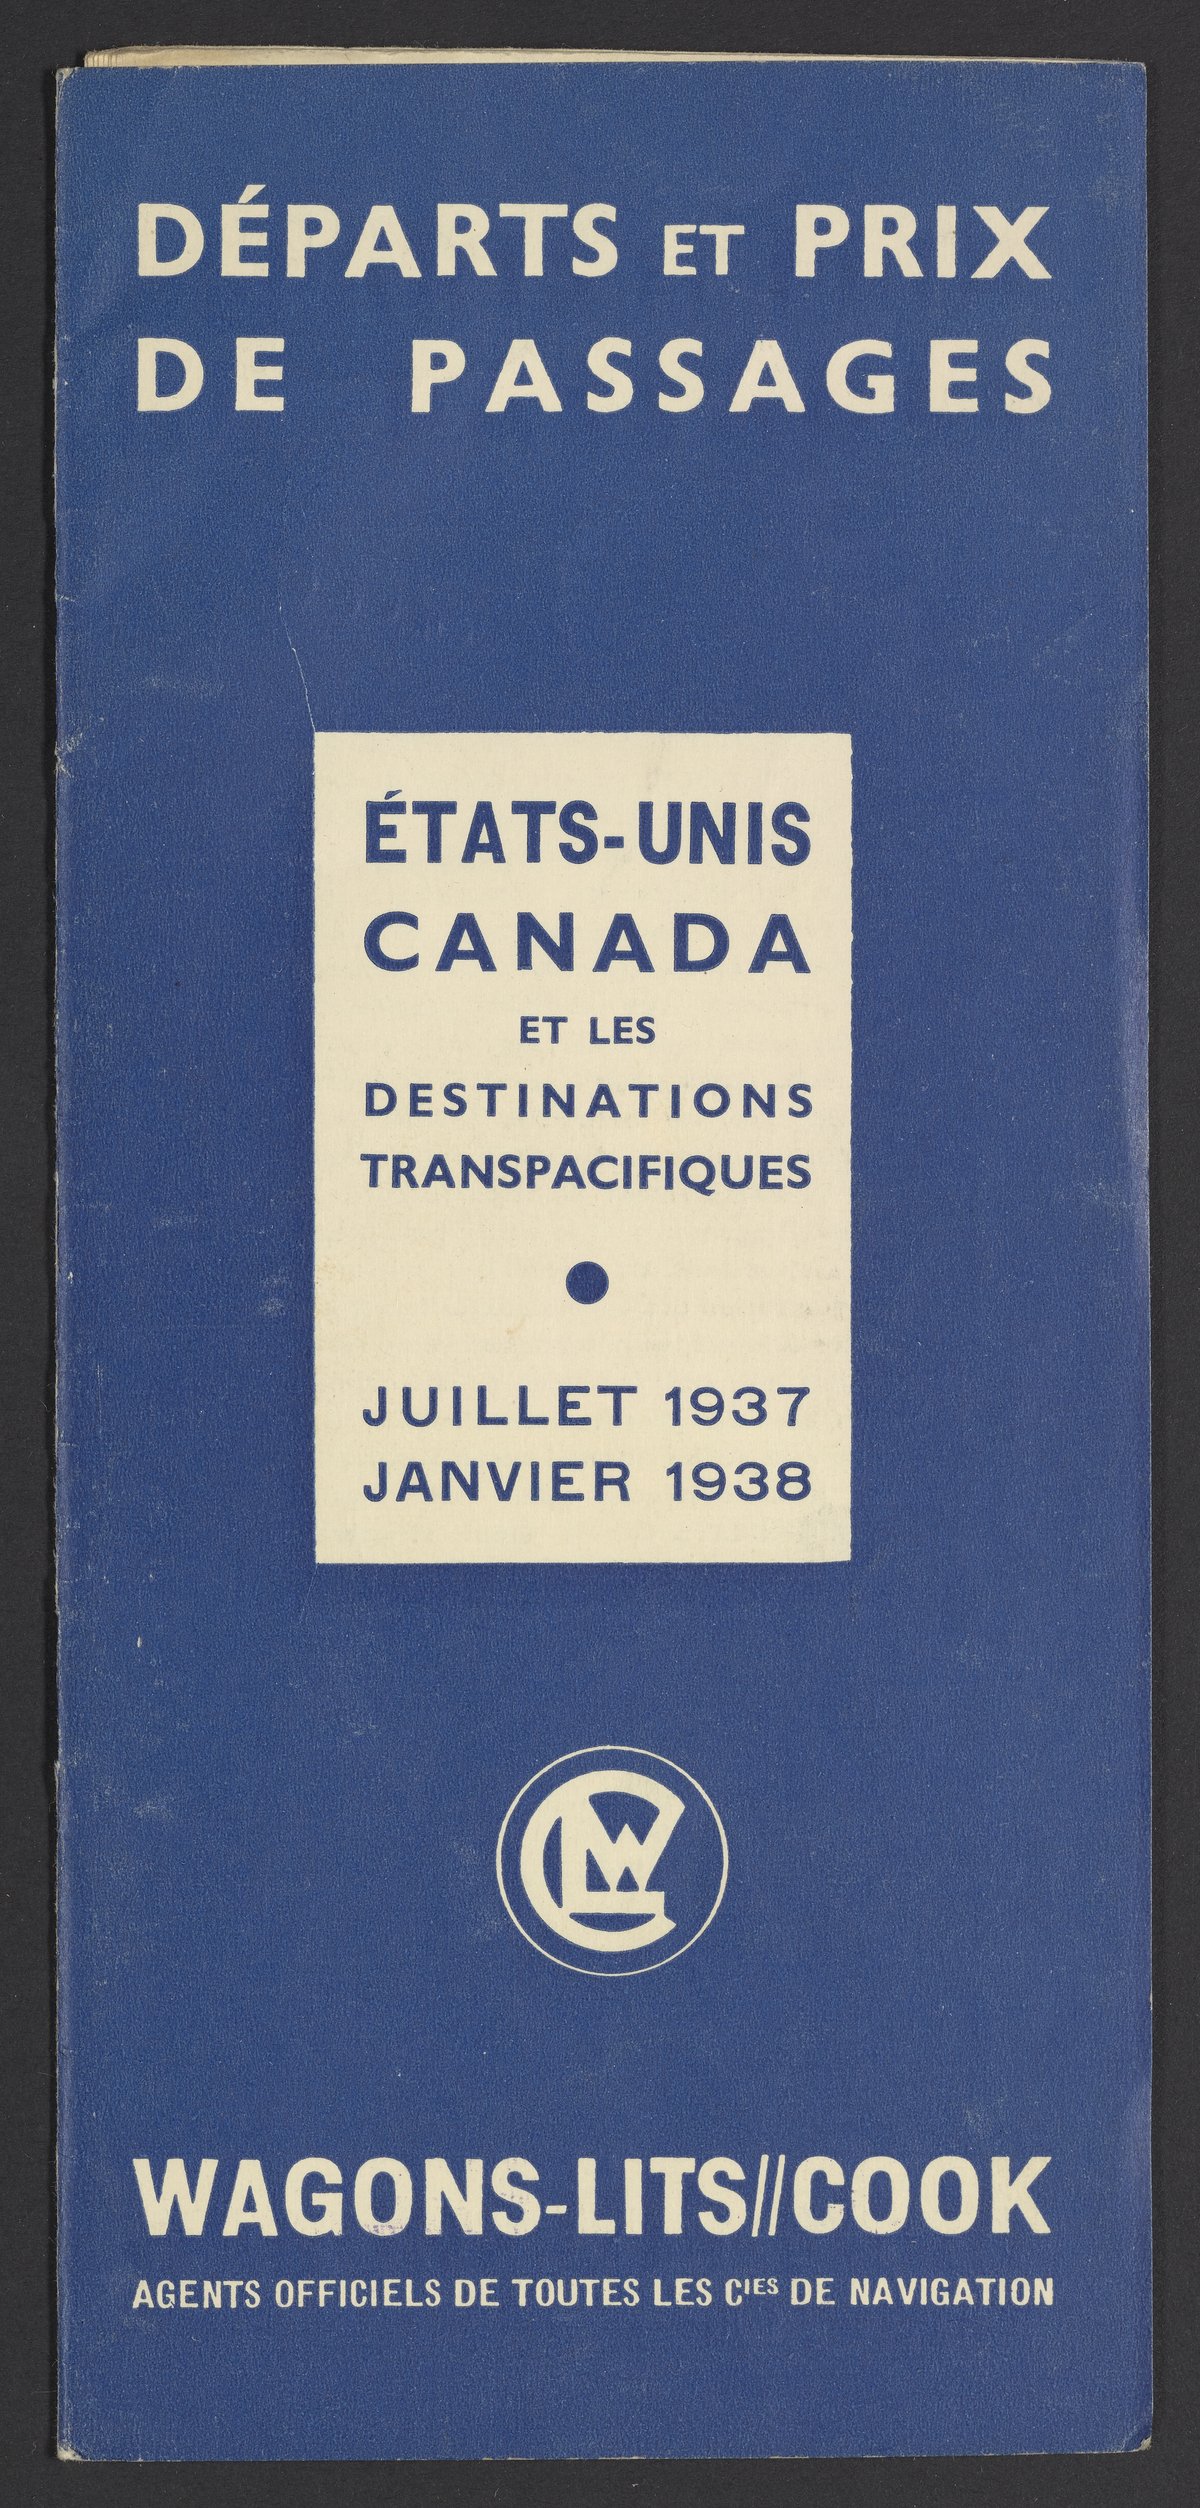 DÉPARTS ET PRIX
DE PASSAGES
ÉTATS-UNIS
CANADA
ET LES
DESTINATIONS
TRANSPACIFIQUES
●
JUILLET 1937
JANVIER 1938
CLW
WAGONS-LITS//COOK
AGENTS OFFICIELS DE TOUTES LES CIES DE NAVIGATION